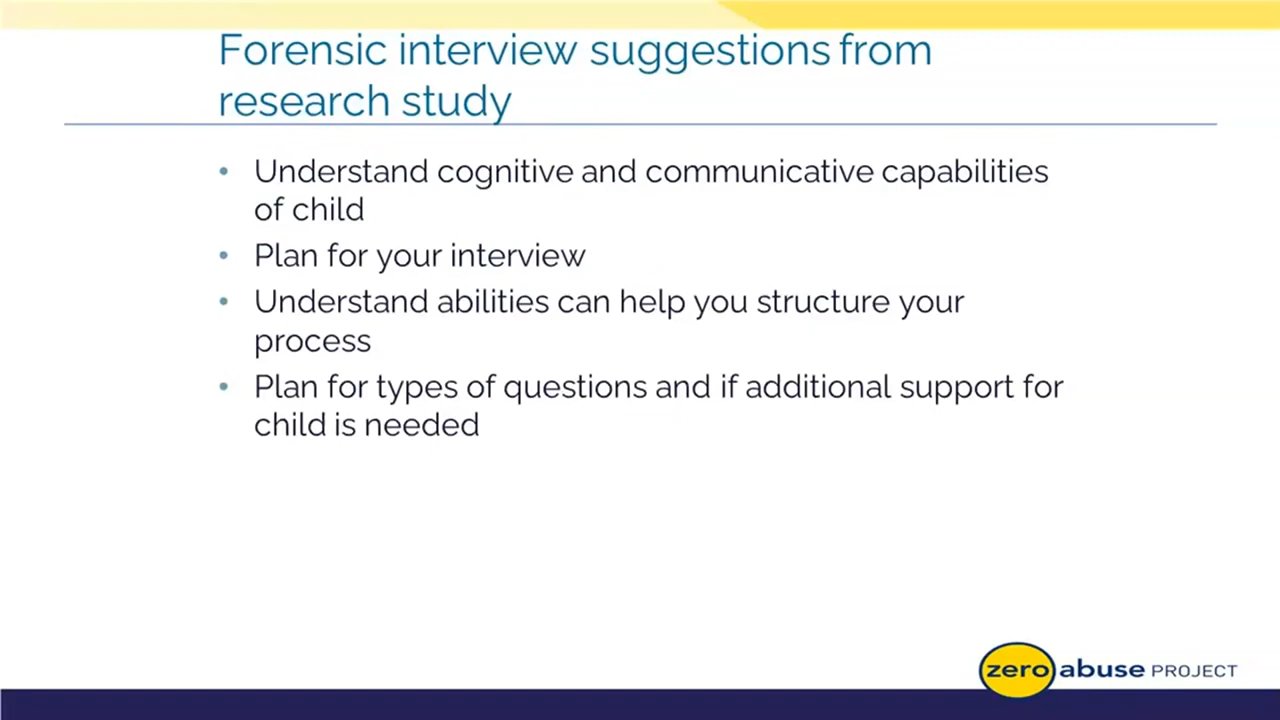 Forensic interview suggestions from
research study
• Understand cognitive and communicative capabilities
of child
• Plan for your interview
• Understand abilities can help you structure your
process
• Plan for types of questions and if additional support for
child is needed
zero abuse PROJECT